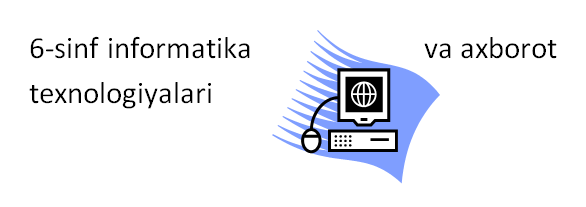 6-sinf informatika va axborot
texnologiyalari